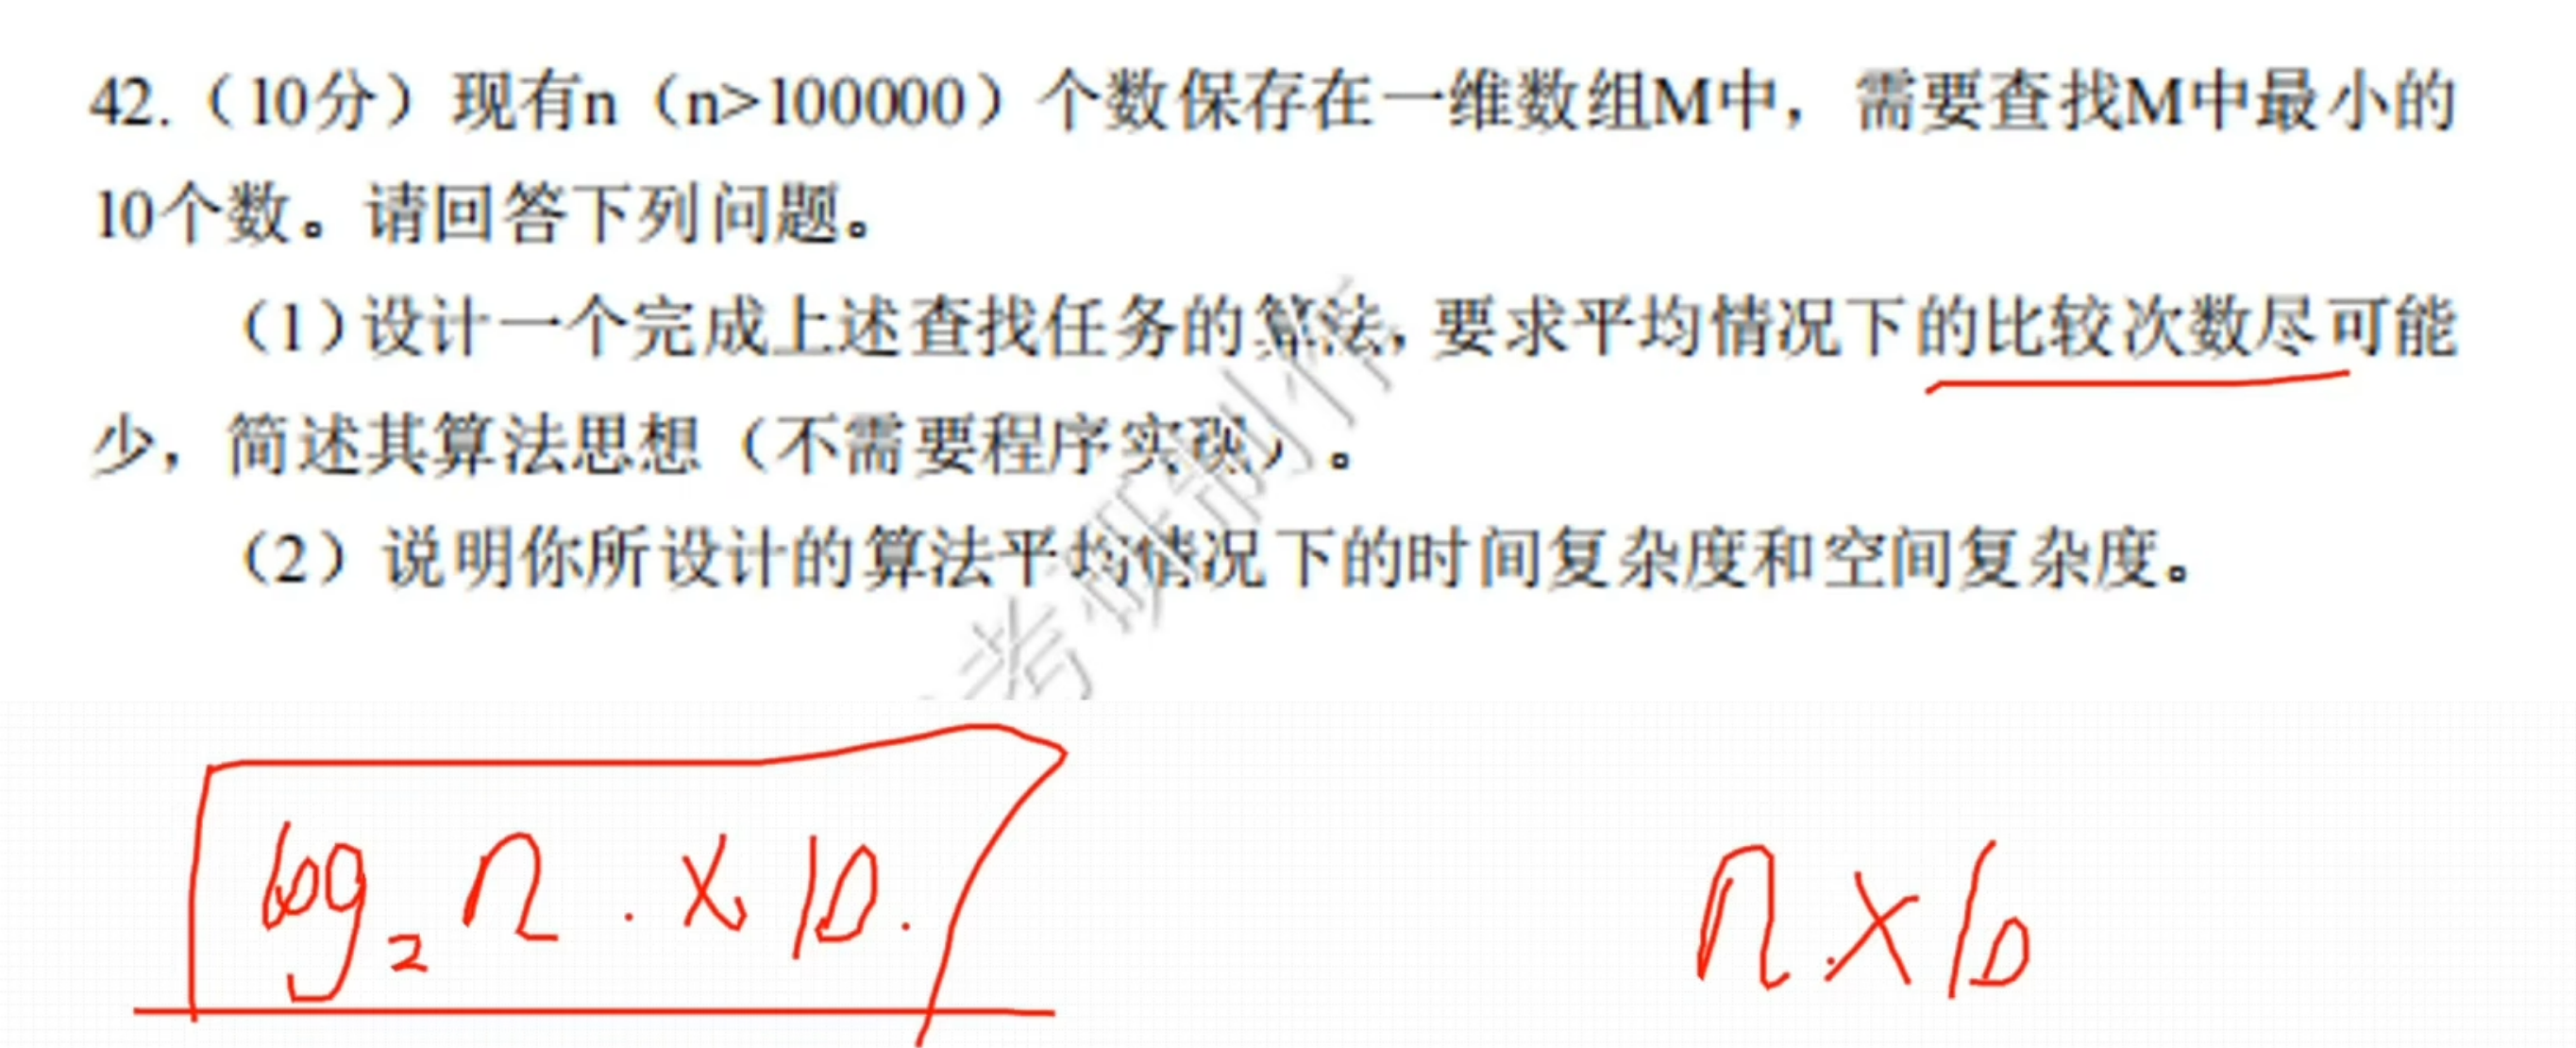 42.（10分）现有n（n>100000）个数保存在一维数组M中，需要查找M中最小的
10个数。请回答下列问题。
（1）设计一个完成上述查找任务的算法，要求平均情况下的比较次数尽可能
少，简述其算法思想（不需要程序实现）。
（2）说明你所设计的算法平均情况下的时间复杂度和空间复杂度。
考研制作
log₂n.×10.
n.×10